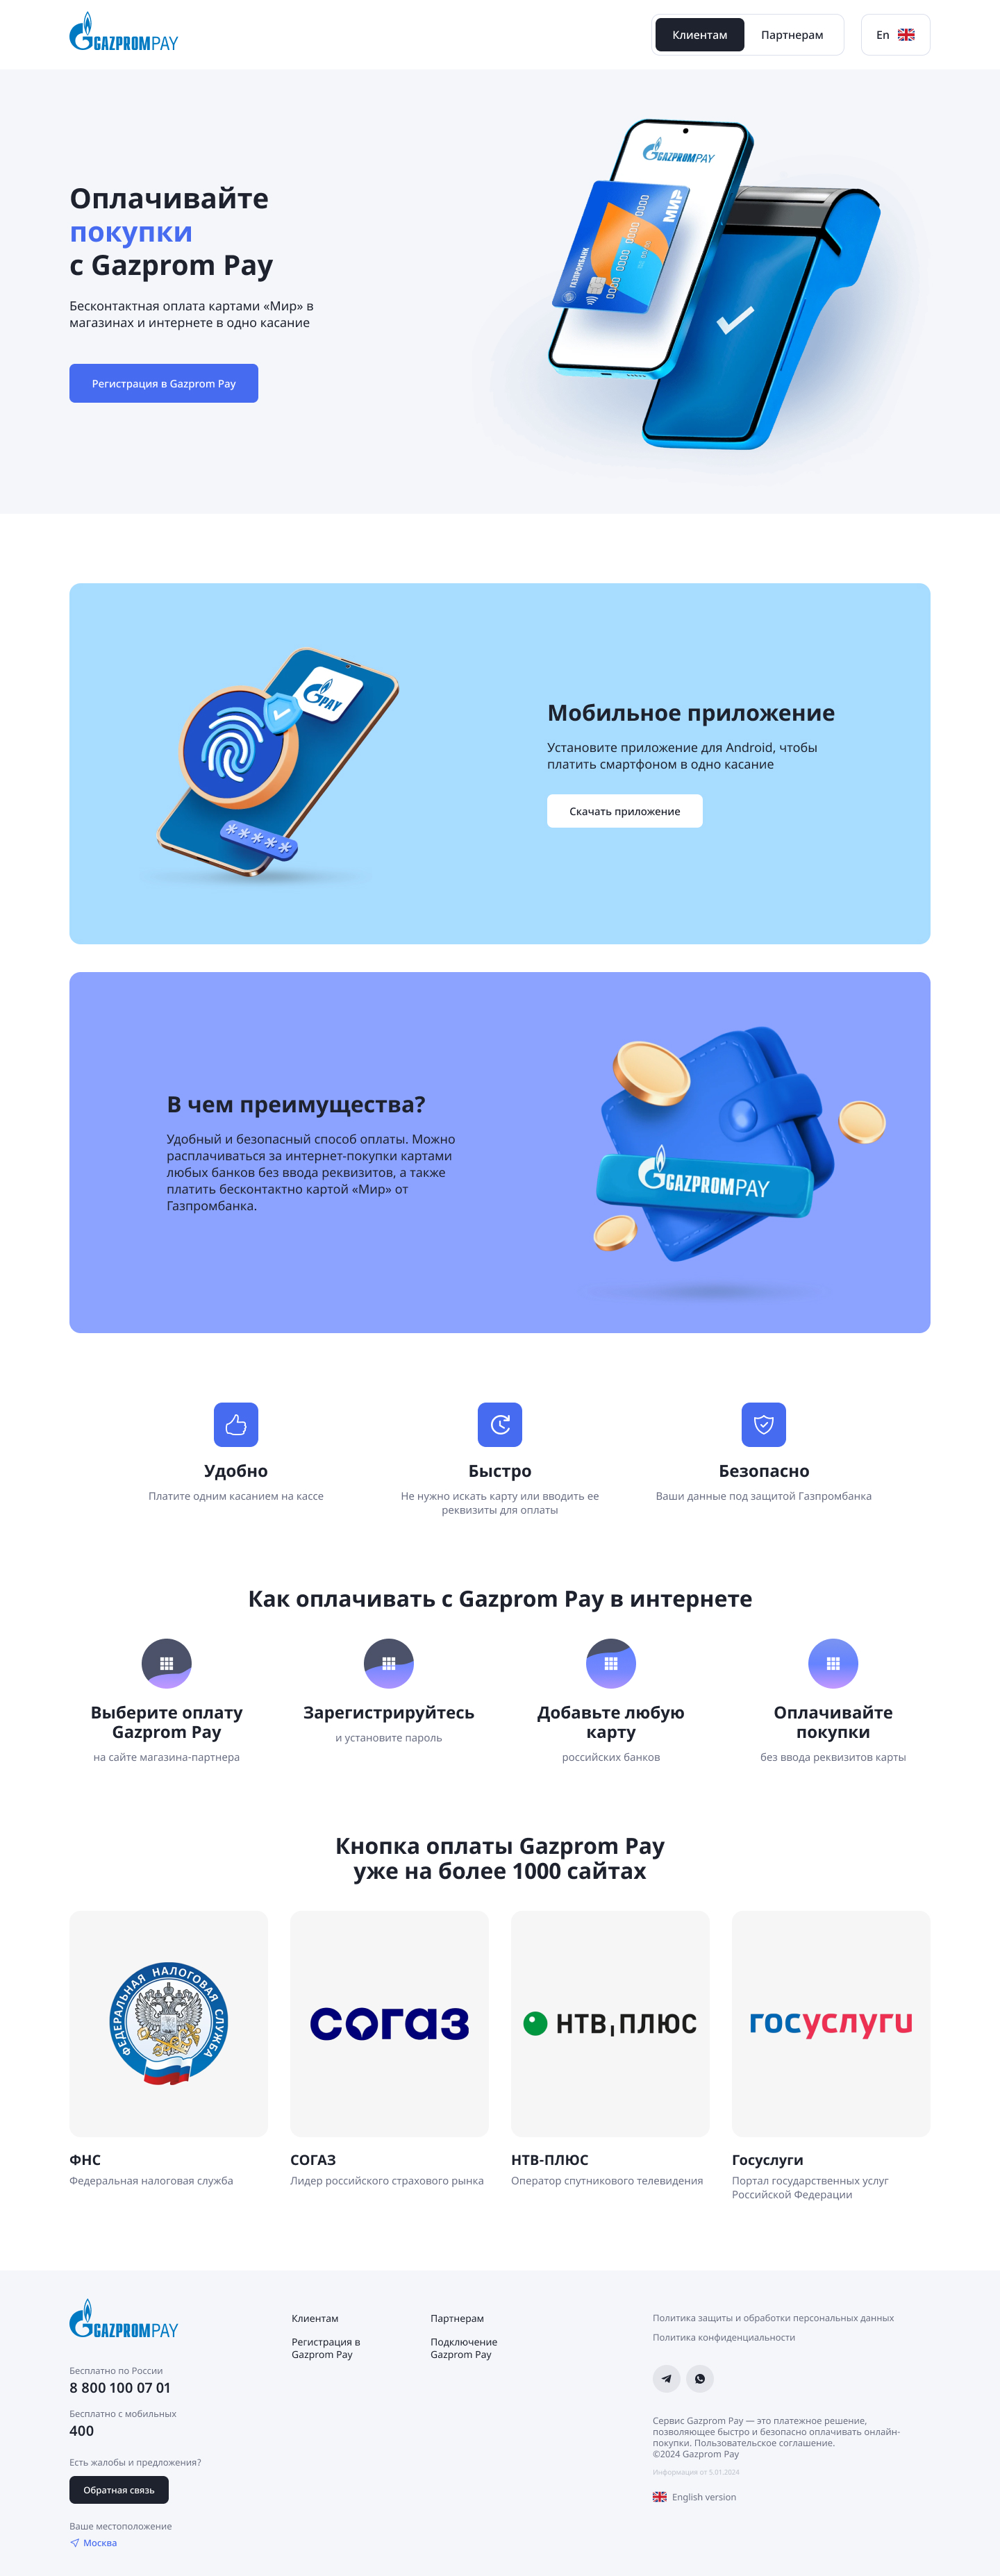 GAZPROMPAY
Клиентам
Партнерам
En
Оплачивайте
покупки
с Gazprom Pay
Бесконтактная оплата картами «Мир» в
магазинах и интернете в одно касание
Регистрация в Gazprom Pay
GAZPROMPAY
МИР
ГАЗПРОМБАНК
0000 0000 0000 0000
GPAY
*****
Мобильное приложение
Установите приложение для Android, чтобы
платить смартфоном в одно касание
Скачать приложение
В чем преимущества?
Удобный и безопасный способ оплаты. Можно
расплачиваться за интернет-покупки картами
любых банков без ввода реквизитов, а также
платить бесконтактно картой «Мир» от
Газпромбанка.
GAZPROMPAY
Удобно
Платите одним касанием на кассе
Быстро
Не нужно искать карту или вводить ее
реквизиты для оплаты
Безопасно
Ваши данные под защитой Газпромбанка
Как оплачивать с Gazprom Pay в интернете
Выберите оплату
Gazprom Pay
на сайте магазина-партнера
Зарегистрируйтесь
и установите пароль
Добавьте любую
карту
российских банков
Оплачивайте
покупки
без ввода реквизитов карты
Кнопка оплаты Gazprom Pay
уже на более 1000 сайтах
ФЕДЕРАЛЬНАЯ НАЛОГОВАЯ СЛУЖБА
согаз
НТВ ПЛЮС
госуслуги
ФНС
Федеральная налоговая служба
СОГАЗ
Лидер российского страхового рынка
НТВ-ПЛЮС
Оператор спутникового телевидения
Госуслуги
Портал государственных услуг
Российской Федерации
GAZPROMPAY
Бесплатно по России
8 800 100 07 01
Бесплатно с мобильных
400
Есть жалобы и предложения?
Обратная связь
Ваше местоположение
Москва
Клиентам
Регистрация в
Gazprom Pay
Партнерам
Подключение
Gazprom Pay
Политика защиты и обработки персональных данных
Политика конфиденциальности
Сервис Gazprom Pay — это платежное решение,
позволяющее быстро и безопасно оплачивать онлайн-
покупки. Пользовательское соглашение.
©2024 Gazprom Pay
Информация от 5.01.2024
English version